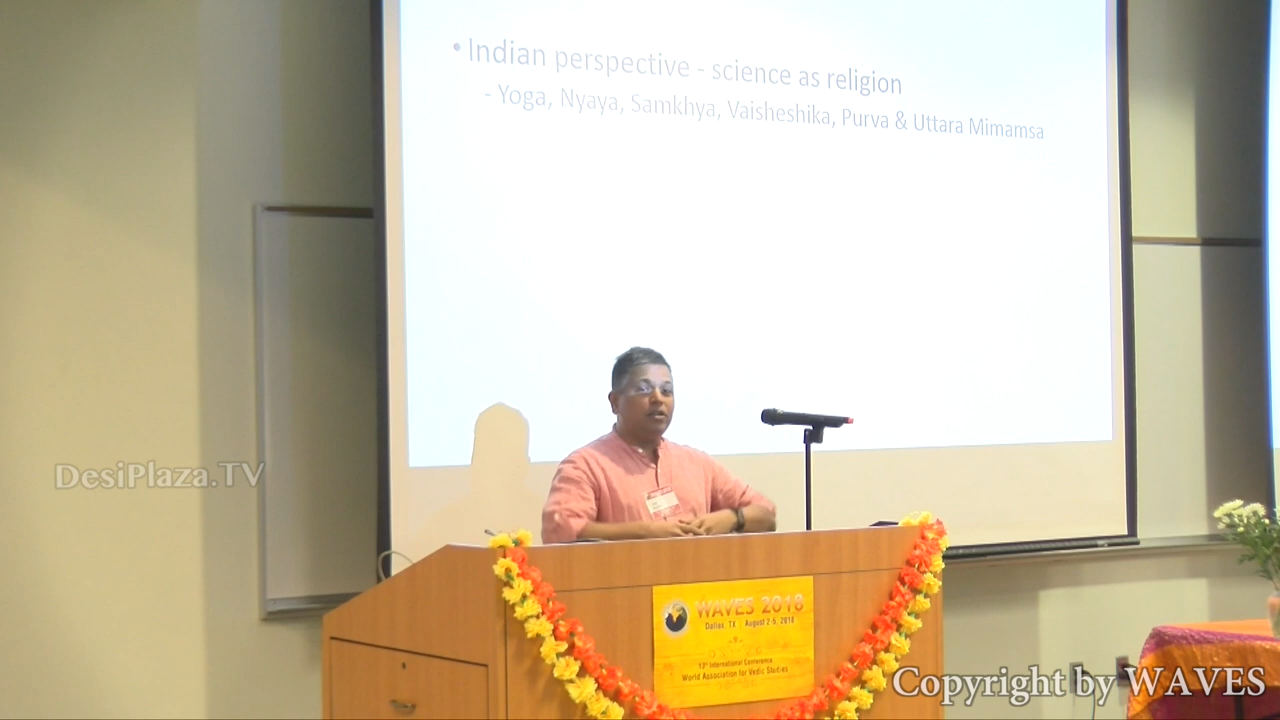 • Indian perspective - science as religion
- Yoga, Nyaya, Samkhya, Vaisheshika, Purva & Uttara Mimamsa
DesiPlaza.TV
WAVES 2018
Dallas, TX | August 2-5, 2018
13th International Conference
World Association for Vedic Studies
Copyright by WAVES